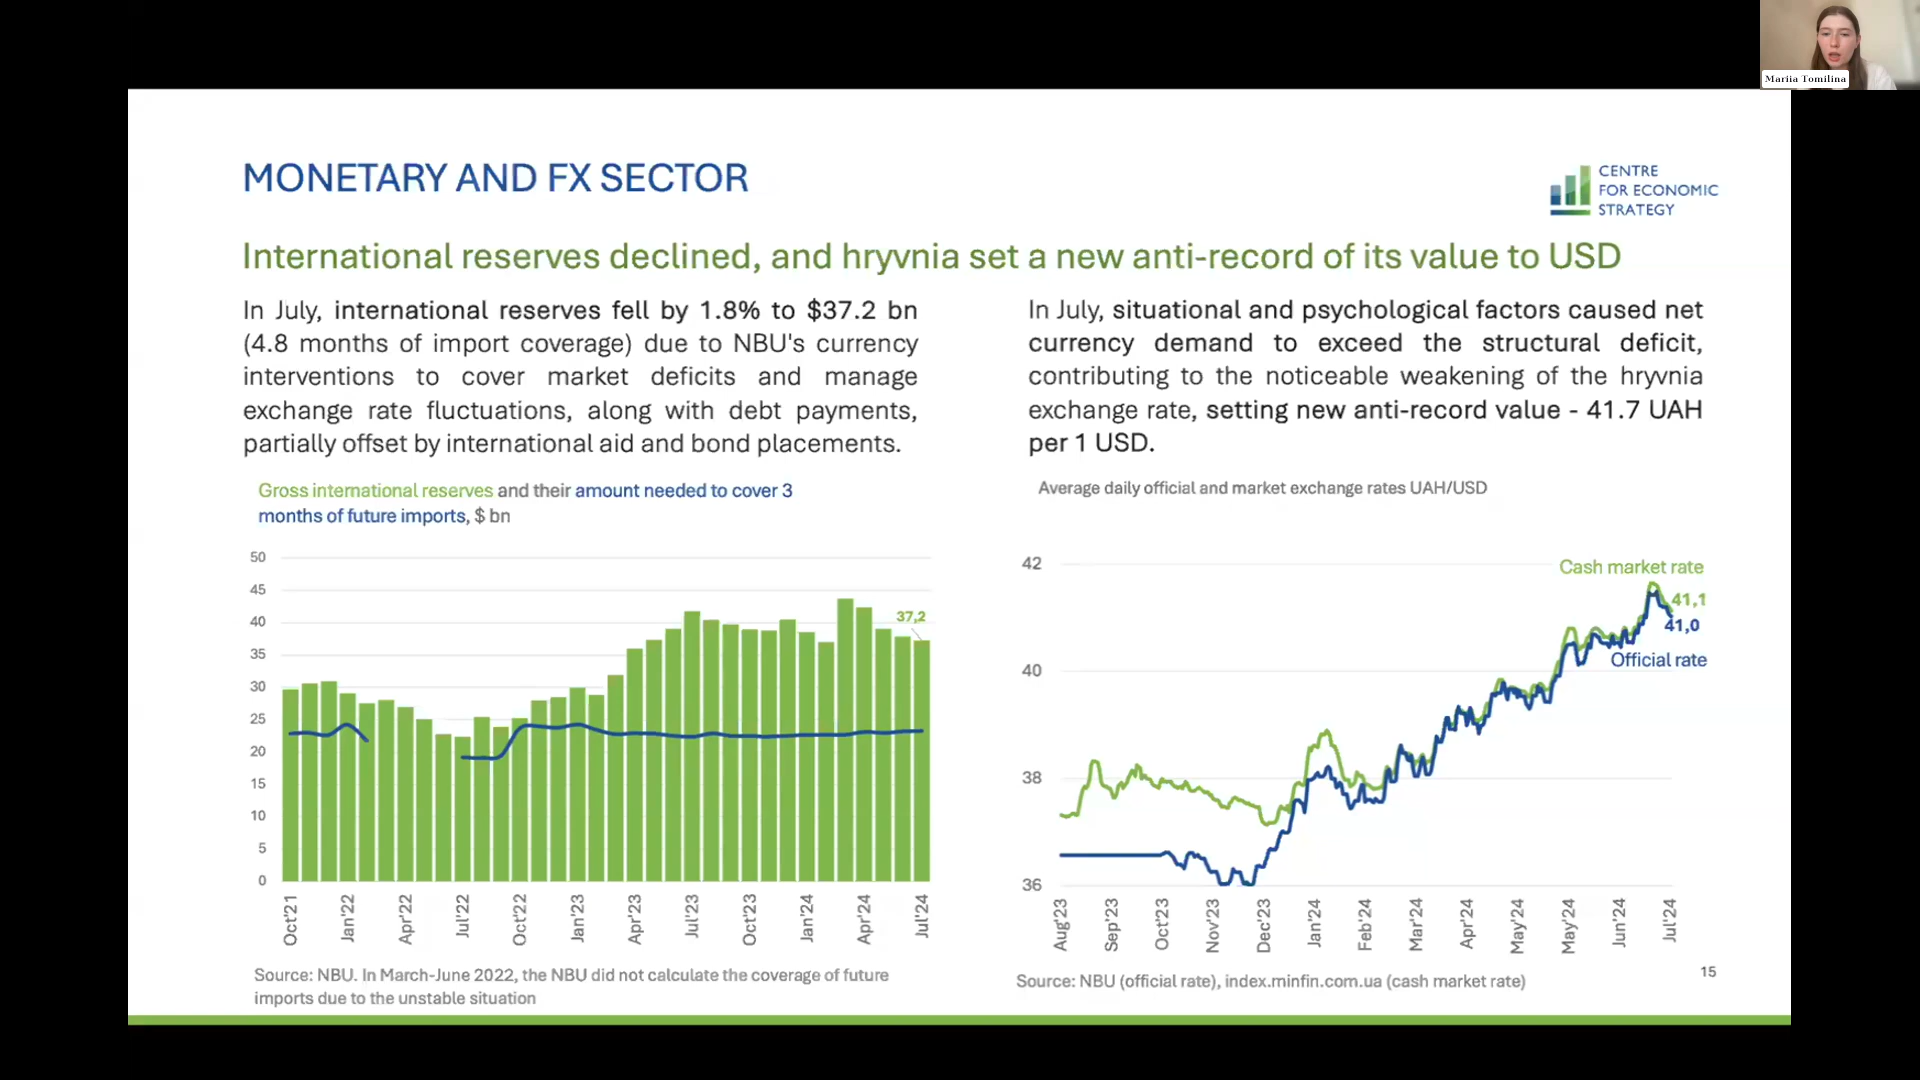 Mariia Tomilina
MONETARY AND FX SECTOR
CENTRE
FOR ECONOMIC
STRATEGY
International reserves declined, and hryvnia set a new anti-record of its value to USD
In July, international reserves fell by 1.8% to $37.2 bn
(4.8 months of import coverage) due to NBU's currency
interventions to cover market deficits and manage
exchange rate fluctuations, along with debt payments,
partially offset by international aid and bond placements.
Gross international reserves and their amount needed to cover 3
months of future imports, $ bn
50
45
40
35
30
25
20
15
10
5
0
37,2
Oct'21
Jan'22
Apr'22
Jul'22
Oct'22
Jan'23
Apr'23
Jul'23
Oct'23
Jan'24
Apr'24
Jul'24
Source: NBU. In March-June 2022, the NBU did not calculate the coverage of future
imports due to the unstable situation
In July, situational and psychological factors caused net
currency demand to exceed the structural deficit,
contributing to the noticeable weakening of the hryvnia
exchange rate, setting new anti-record value - 41.7 UAH
per 1 USD.
Average daily official and market exchange rates UAH/USD
42
40
38
36
Cash market rate
41,1
41,0
Official rate
Aug'23
Sep'23
Oct'23
Nov'23
Dec'23
Jan'24
Feb'24
Mar'24
Apr'24
May'24
May'24
Jun'24
Jul'24
Source: NBU (official rate), index.minfin.com.ua (cash market rate)
15